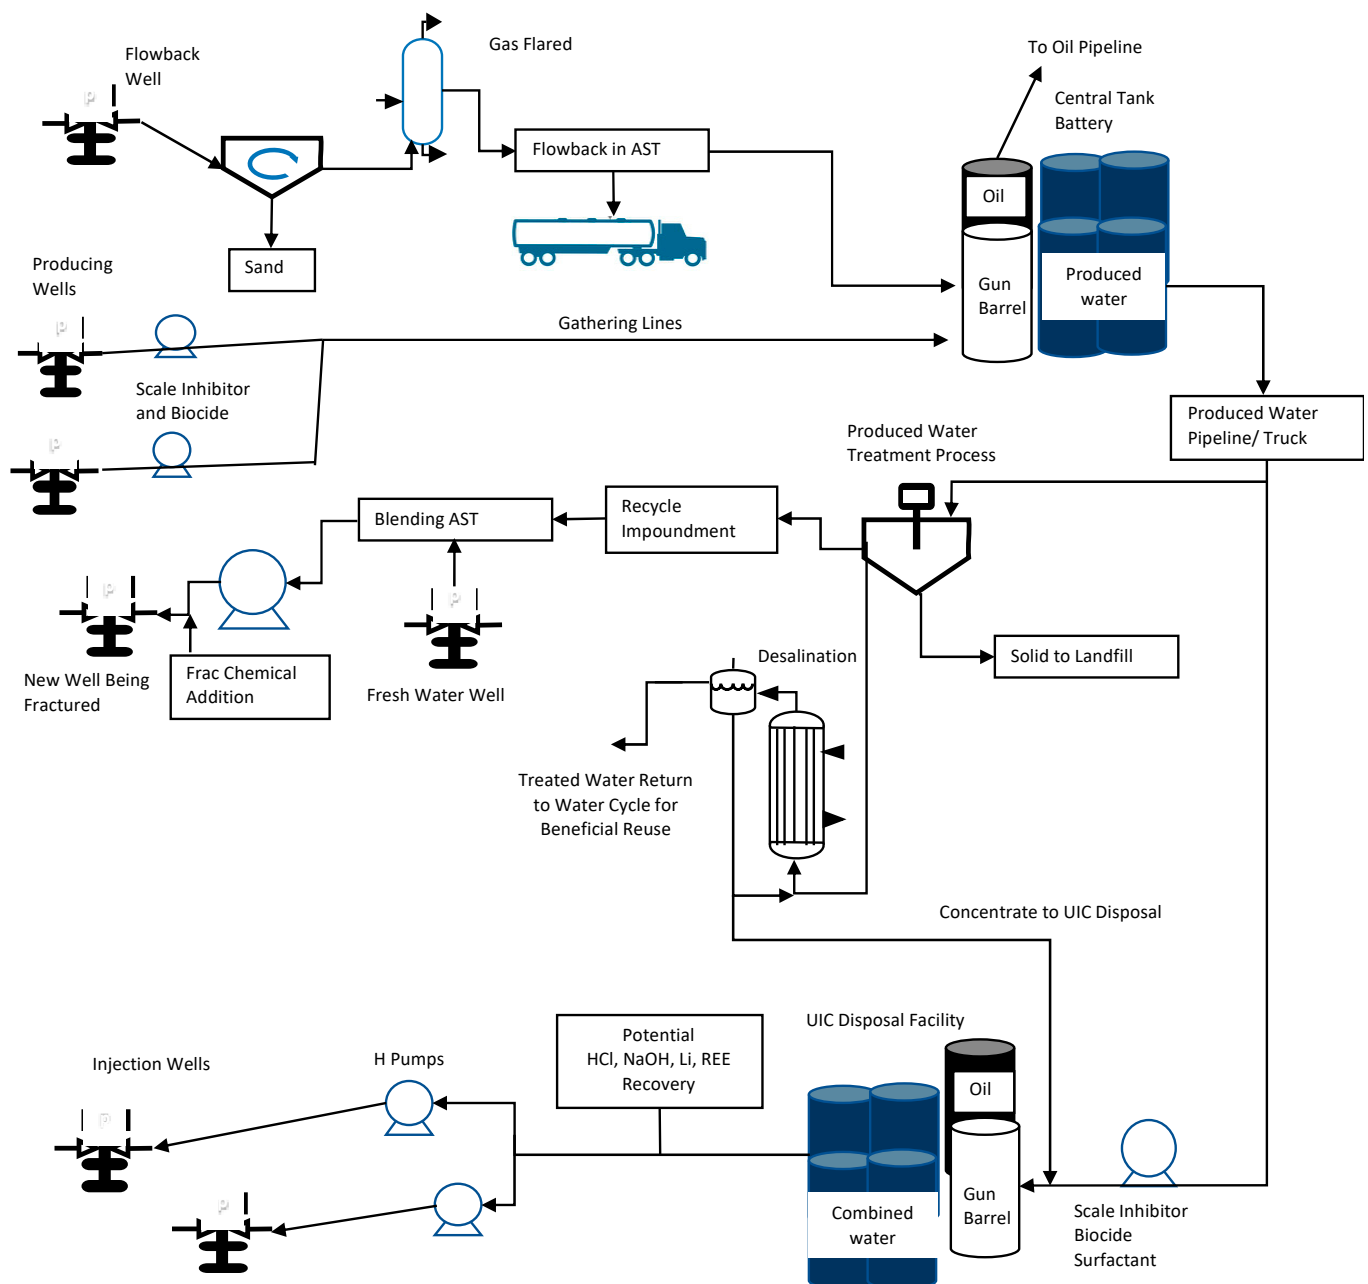 Flowback
Well
Gas Flared
To Oil Pipeline
Central Tank
Battery
Flowback in AST
Oil
Sand
Producing
Wells
Gun
Barrel
Produced
water
Gathering Lines
Scale Inhibitor
and Biocide
Produced Water
Pipeline/ Truck
Produced Water
Treatment Process
Recycle
Impoundment
Blending AST
Solid to Landfill
Desalination
Frac Chemical
Addition
New Well Being
Fractured
Fresh Water Well
Treated Water Return
to Water Cycle for
Beneficial Reuse
Concentrate to UIC Disposal
UIC Disposal Facility
Potential
HCl, NaOH, Li, REE
Recovery
H Pumps
Injection Wells
Oil
Gun
Barrel
Combined
water
Scale Inhibitor
Biocide
Surfactant
p
p
p
p
p
p
p